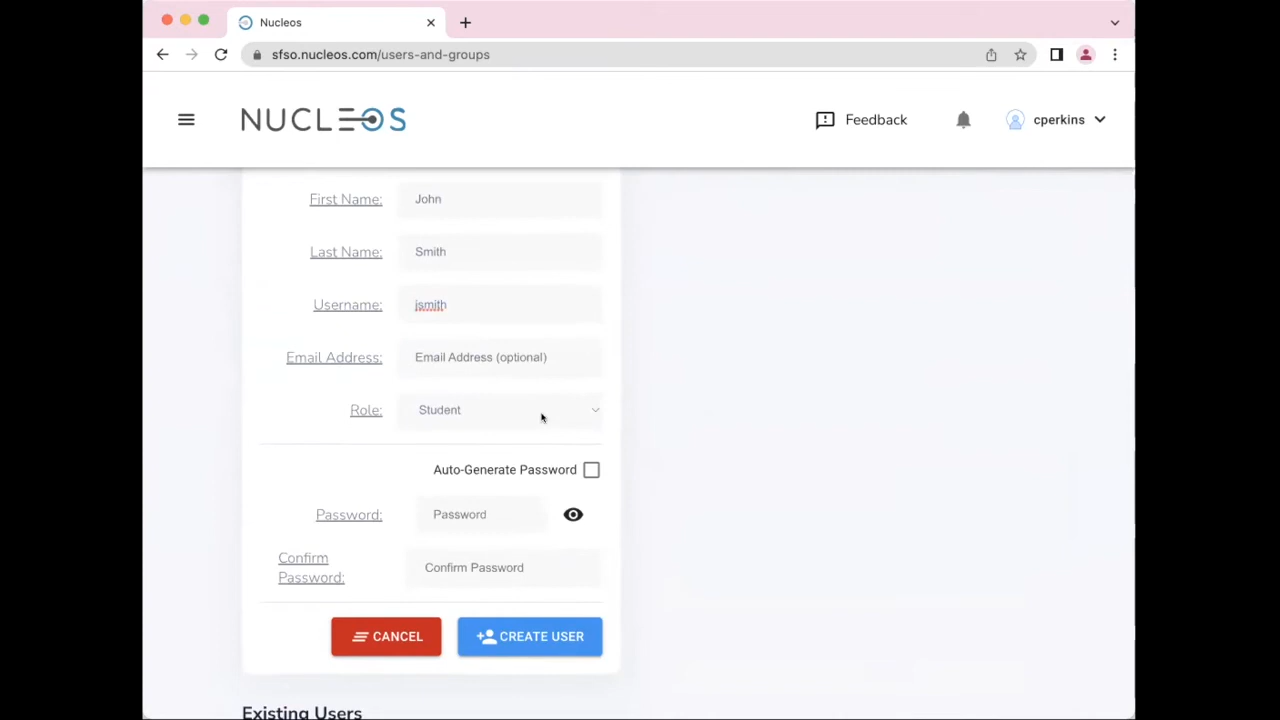 Nucleos
sfso.nucleos.com/users-and-groups
NUCLEOS
Feedback
cperkins
First Name: John
Last Name: Smith
Username: jsmith
Email Address: Email Address (optional)
Role: Student
Auto-Generate Password
Password: Password
Confirm
Password:
Confirm Password
CANCEL
CREATE USER
Existing Users